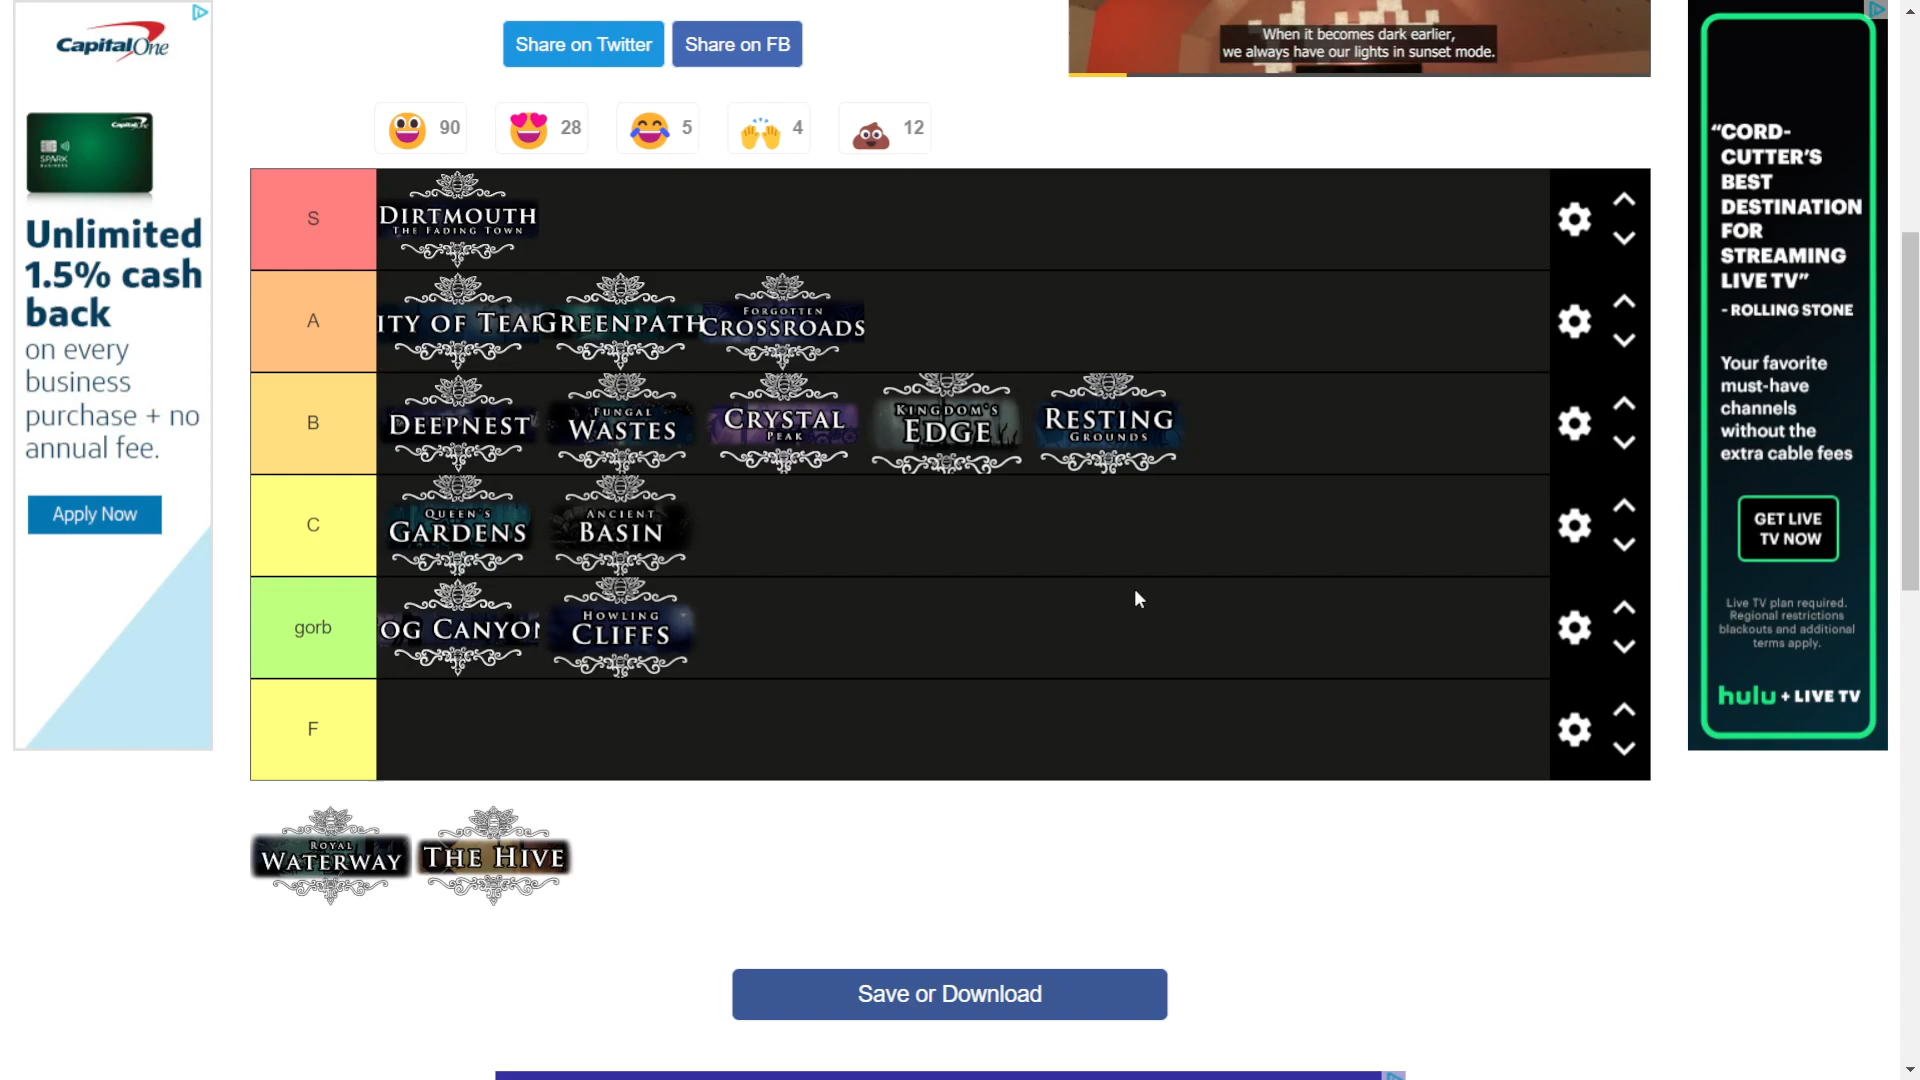 Capital One
SPARK
BUSINESS
Unlimited
1.5% cash
back
on every
business
purchase + no
annual fee.
Apply Now
Share on Twitter
Share on FB
When it becomes dark earlier,
we always have our lights in sunset mode.
90
28
5
4
12
S
DIRTMOUTH
THE FADING TOWN
A
ITY OF TEAR
GREENPATH
FORGOTTEN
CROSSROADS
B
DEEPNEST
FUNGAL
WASTES
CRYSTAL
PEAK
KINGDOM'S
EDGE
RESTING
GROUNDS
C
QUEEN'S
GARDENS
ANCIENT
BASIN
gorb
OG CANYON
HOWLING
CLIFFS
F
ROYAL
WATERWAY
THE HIVE
Save or Download
“CORD-
CUTTER’S
BEST
DESTINATION
FOR
STREAMING
LIVE TV”
- ROLLING STONE
Your favorite
must-have
channels
without the
extra cable fees
GET LIVE
TV NOW
Live TV plan required.
Regional restrictions
blackouts and additional
terms apply.
hulu + LIVE TV